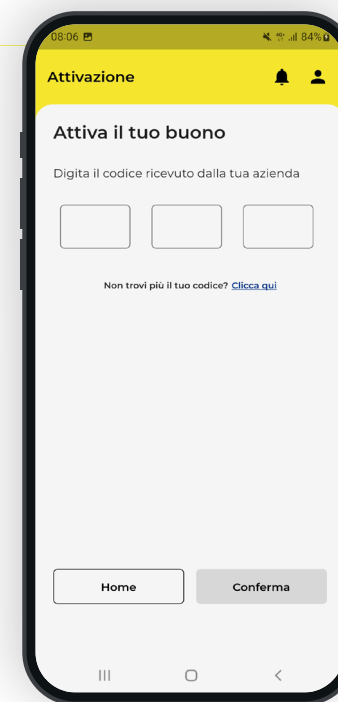 08:06 84%
Attivazione
Attiva il tuo buono
Digita il codice ricevuto dalla tua azienda
Non trovi più il tuo codice? Clicca qui
Home Conferma